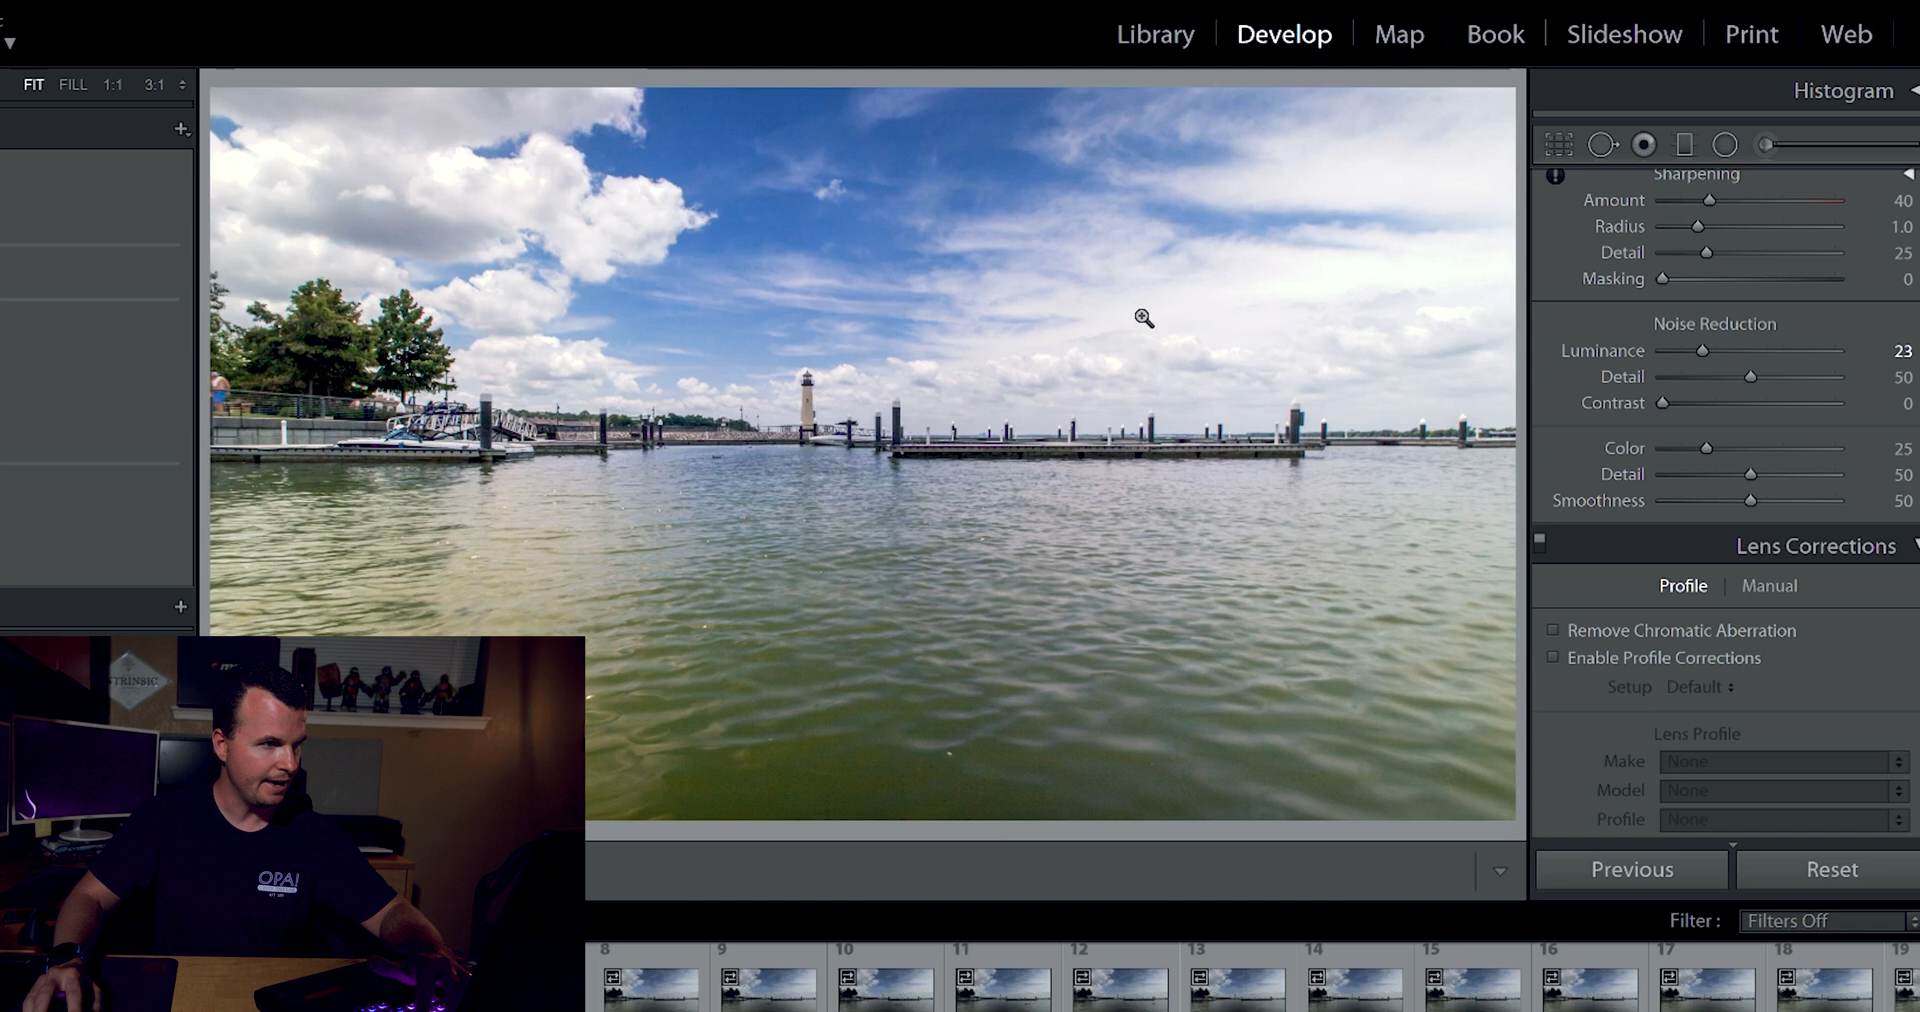 Library Develop Map Book Slideshow Print Web
FIT FILL 1:1 3:1
Histogram
Sharpening
Amount 40
Radius 1.0
Detail 25
Masking 0
Noise Reduction
Luminance 23
Detail 50
Contrast 0
Color 25
Detail 50
Smoothness 50
Lens Corrections
Profile Manual
Remove Chromatic Aberration
Enable Profile Corrections
Setup Default
Lens Profile
Make None
Model None
Profile None
Previous Reset
Filter : Filters Off
8 9 10 11 12 13 14 15 16 17 18 19
TRINSIC
OPA!